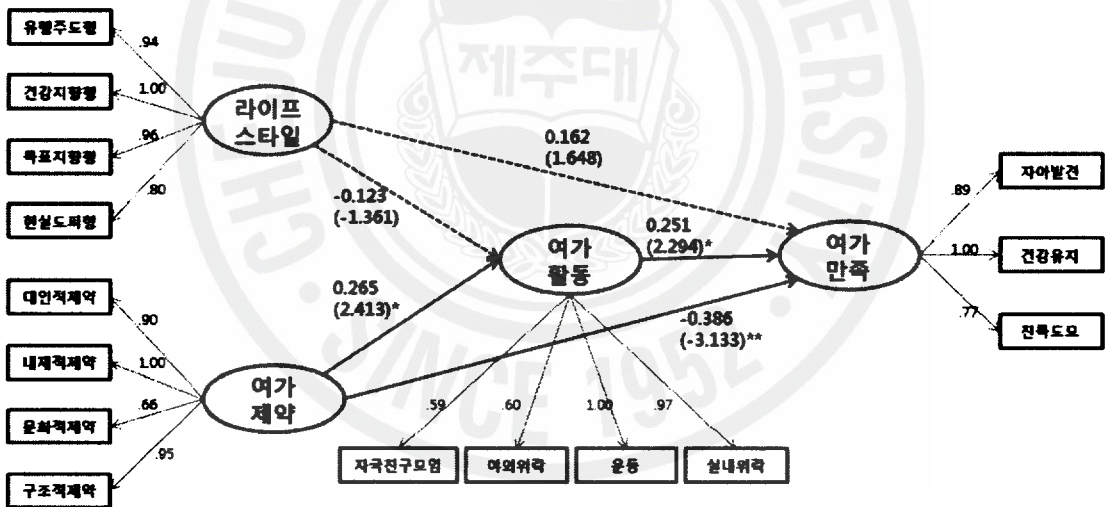 유행주도형
.94
건강지향형
1.00
라이프
스타일
목표지향형
.96
현실도피형
.80
0.162
(1.648)
-0.123
(-1.361)
자아발견
.89
여가
활동
0.251
(2.294)*
여가
만족
1.00
건강유지
.77
친목도모
대인적제약
.90
0.265
(2.413)*
-0.386
(-3.133)**
내재적제약
1.00
여가
제약
문화적제약
.66
구조적제약
.95
.59
.60
1.00
.97
자국친구모임
야외위락
운동
실내위락
제주대
SINCE 1952